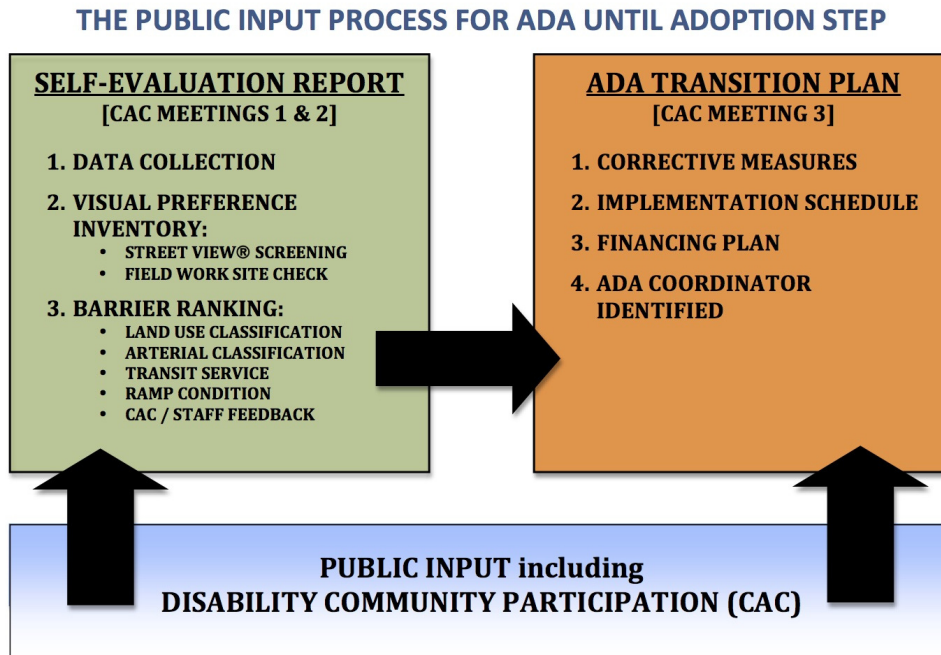 THE PUBLIC INPUT PROCESS FOR ADA UNTIL ADOPTION STEP
SELF-EVALUATION REPORT
[CAC MEETINGS 1 & 2]
1. DATA COLLECTION
2. VISUAL PREFERENCE
INVENTORY:
• STREET VIEW® SCREENING
• FIELD WORK SITE CHECK
3. BARRIER RANKING:
• LAND USE CLASSIFICATION
• ARTERIAL CLASSIFICATION
• TRANSIT SERVICE
• RAMP CONDITION
• CAC / STAFF FEEDBACK
ADA TRANSITION PLAN
[CAC MEETING 3]
1. CORRECTIVE MEASURES
2. IMPLEMENTATION SCHEDULE
3. FINANCING PLAN
4. ADA COORDINATOR
IDENTIFIED
PUBLIC INPUT including
DISABILITY COMMUNITY PARTICIPATION (CAC)